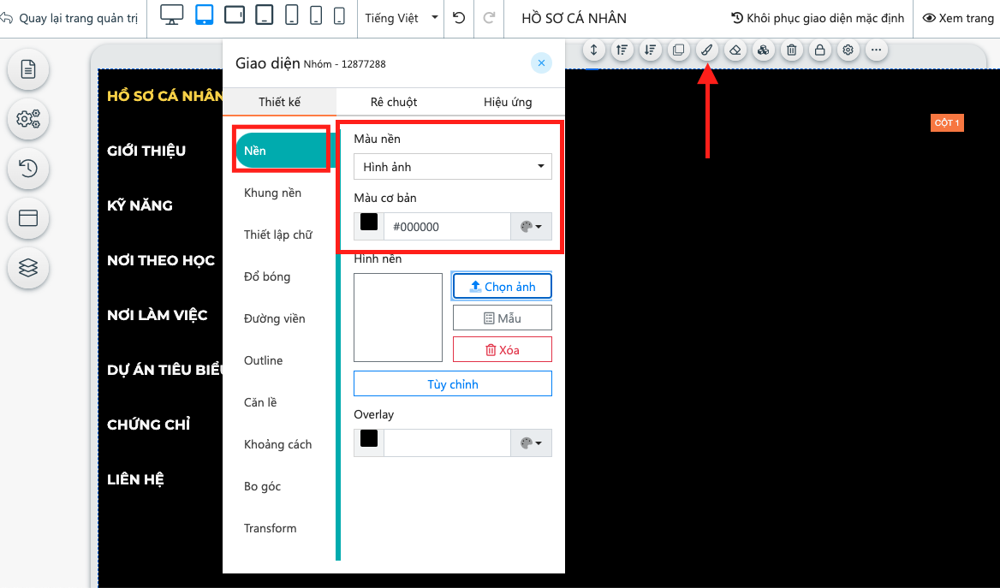 Quay lại trang quản trị
Tiếng Việt
HỒ SƠ CÁ NHÂN
Khôi phục giao diện mặc định
Xem trang
HỒ SƠ CÁ NHÂN
GIỚI THIỆU
KỸ NĂNG
NƠI THEO HỌC
NƠI LÀM VIỆC
DỰ ÁN TIÊU BIỂU
CHỨNG CHỈ
LIÊN HỆ
Giao diện Nhóm - 12877288
Thiết kế
Rê chuột
Hiệu ứng
Nền
Khung nền
Thiết lập chữ
Đổ bóng
Đường viền
Outline
Căn lề
Khoảng cách
Bo góc
Transform
Màu nền
Hình ảnh
Màu cơ bản
#000000
Hình nền
Chọn ảnh
Mẫu
Xóa
Tùy chỉnh
Overlay
CỘT 1